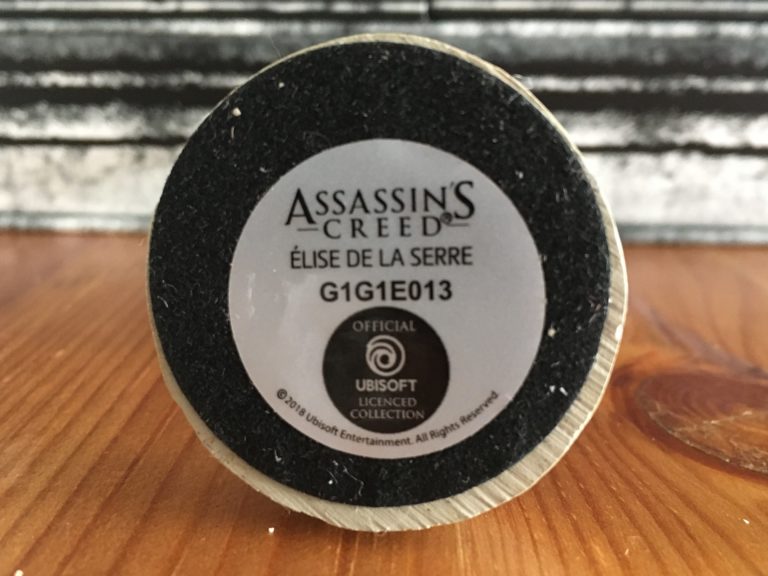 ASSASSIN'S
CREED®
ÉLISE DE LA SERRE
G1G1E013
OFFICIAL
UBISOFT
LICENCED
COLLECTION
©2018 Ubisoft Entertainment. All Rights Reserved.